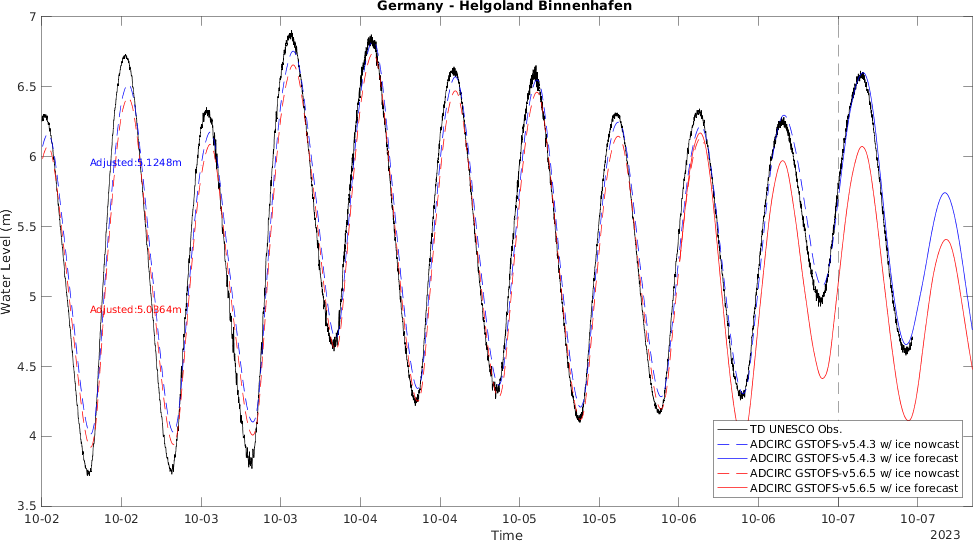 Germany - Helgoland Binnenhafen
7
6.5
6
5.5
5
4.5
4
3.5
Water Level (m)
Adjusted:5.1248m
Adjusted:5.0364m
TD UNESCO Obs.
ADCIRC GSTOFS-v5.4.3 w/ ice nowcast
ADCIRC GSTOFS-v5.4.3 w/ ice forecast
ADCIRC GSTOFS-v5.6.5 w/ ice nowcast
ADCIRC GSTOFS-v5.6.5 w/ ice forecast
10-02 10-02 10-03 10-03 10-04 10-04 10-05 10-05 10-06 10-06 10-07 10-07
Time
2023